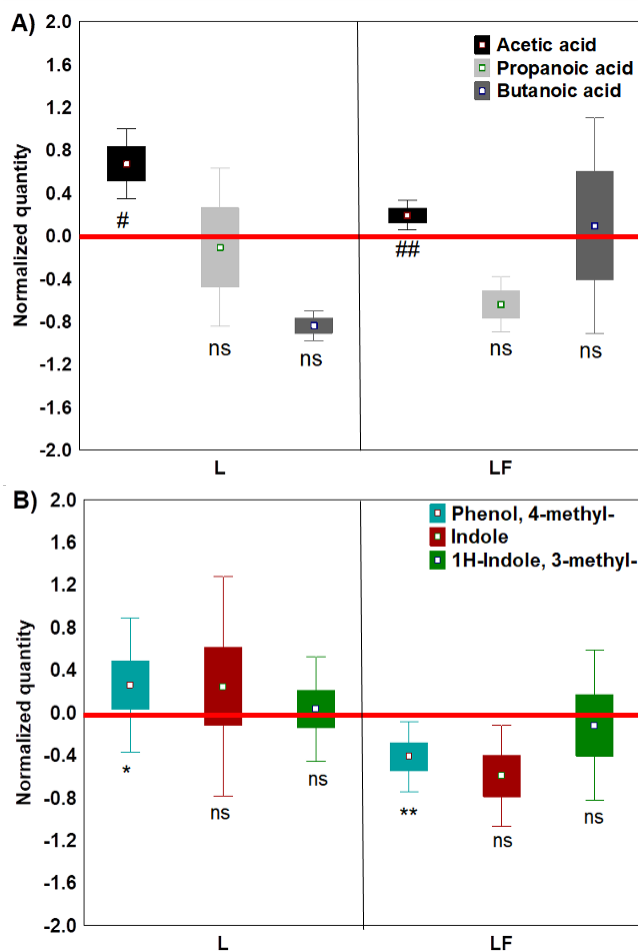 A)
2.0
1.6
1.2
0.8
0.4
0.0
-0.4
-0.8
-1.2
-1.6
-2.0
Normalized quantity
Acetic acid
Propanoic acid
Butanoic acid
#
ns
ns
##
ns
ns
L
LF
B)
2.0
1.6
1.2
0.8
0.4
0.0
-0.4
-0.8
-1.2
-1.6
-2.0
Normalized quantity
Phenol, 4-methyl-
Indole
1H-Indole, 3-methyl-
*
ns
ns
**
ns
ns
L
LF